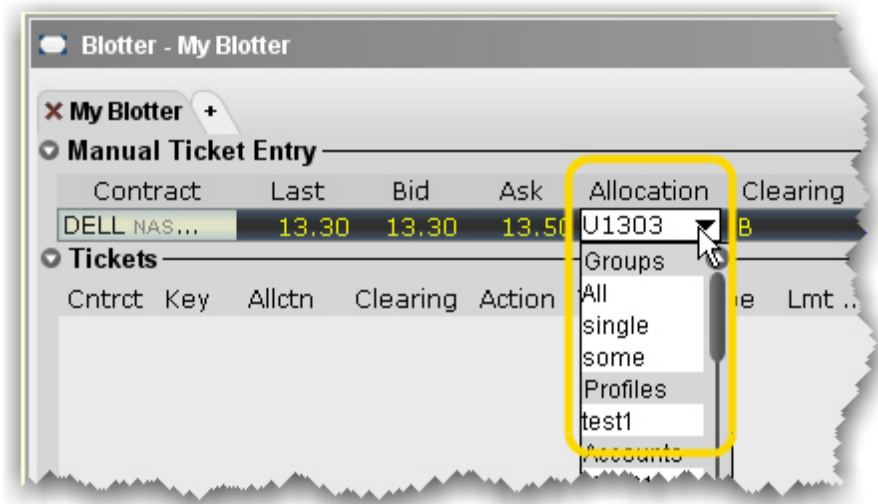 Blotter - My Blotter
My Blotter +
Manual Ticket Entry
Contract Last Bid Ask Allocation Clearing
DELL NAS... 13.30 13.30 13.50 U1303 B
Tickets
Groups
Cntrct Key Allctn Clearing Action Lmt ..
All
single
some
Profiles
test1
Accounts